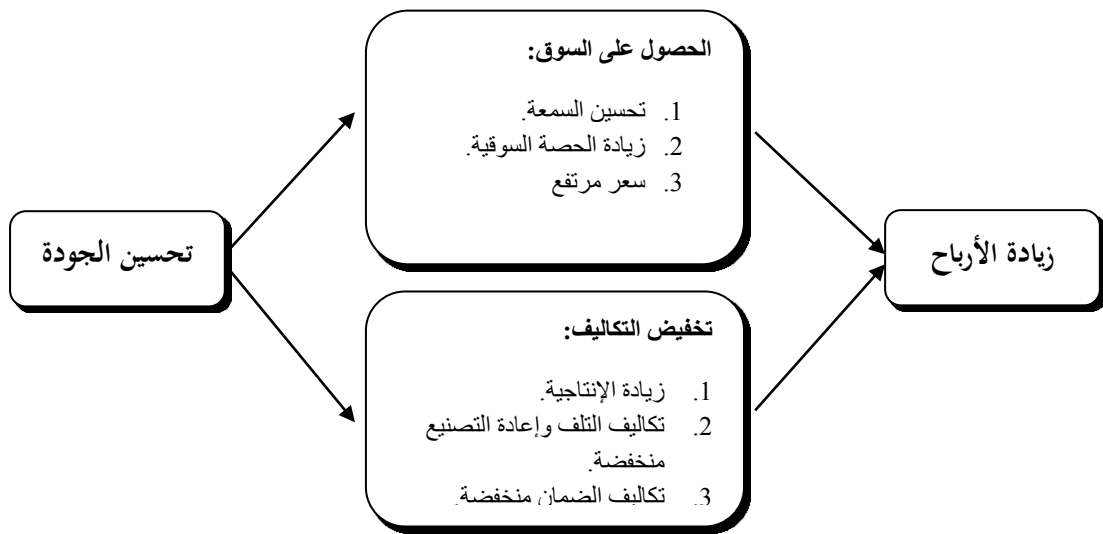 الحصول على السوق:
1. تحسين السمعة.
2. زيادة الحصة السوقية.
3. سعر مرتفع
تحسين الجودة
زيادة الأرباح
تخفيض التكاليف:
1. زيادة الإنتاجية.
2. تكاليف التلف وإعادة التصنيع
منخفضة.
3. تكاليف الضمان منخفضة.